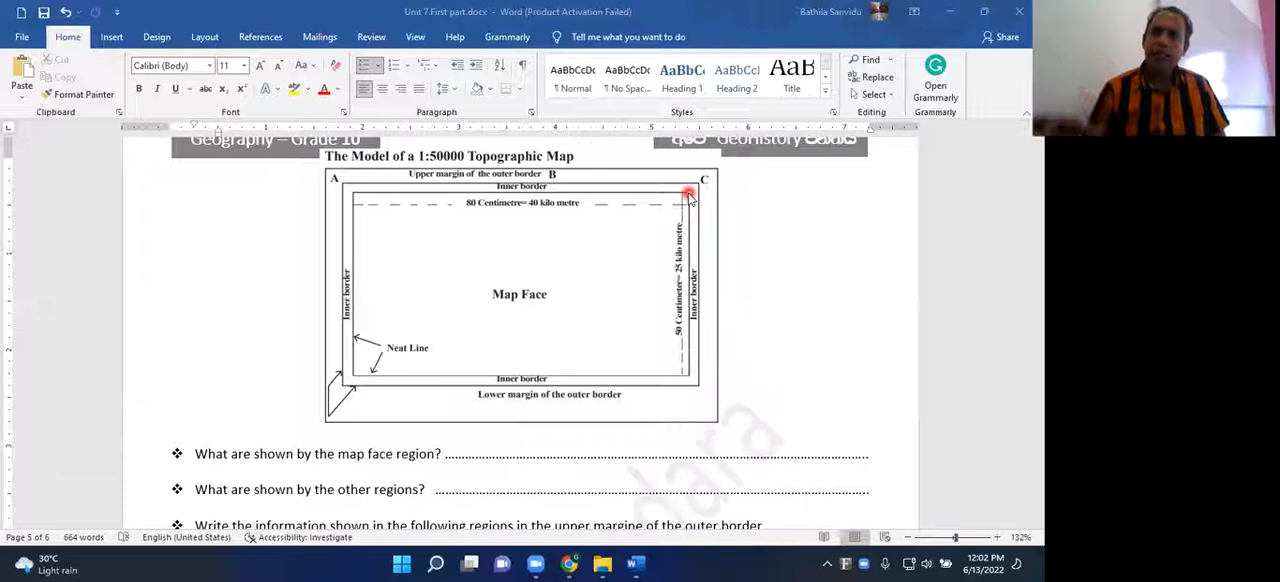 Unit 7.First part.docx - Word (Product Activation Failed)
Bathila Sanvidu
File Home Insert Design Layout References Mailings Review View Help Grammarly Tell me what you want to do Share
Paste
Cut
Copy
Format Painter
Clipboard
Calibri (Body) 11
Font
Paragraph
AaBbCcDc AaBbCcDc AaBbCc AaBbCcI AaB
¶ Normal ¶ No Spac... Heading 1 Heading 2 Title
Styles
Find
Replace
Select
Editing
Open
Grammarly
Grammarly
Geography – Grade 10
The Model of a 1:50000 Topographic Map
A Upper margin of the outer border B C
Inner border
80 Centimetre= 40 kilo metre
50 Centimeter= 25 kilo metre
Inner border
Inner border
Map Face
Neat Line
Inner border
Lower margin of the outer border
❖ What are shown by the map face region? ........................................................
❖ What are shown by the other regions? ........................................................
❖ Write the information shown in the following regions in the upper margine of the outer border
dara
Page 5 of 6 664 words English (United States) Accessibility: Investigate 132%
30°C
Light rain
12:02 PM
6/13/2022